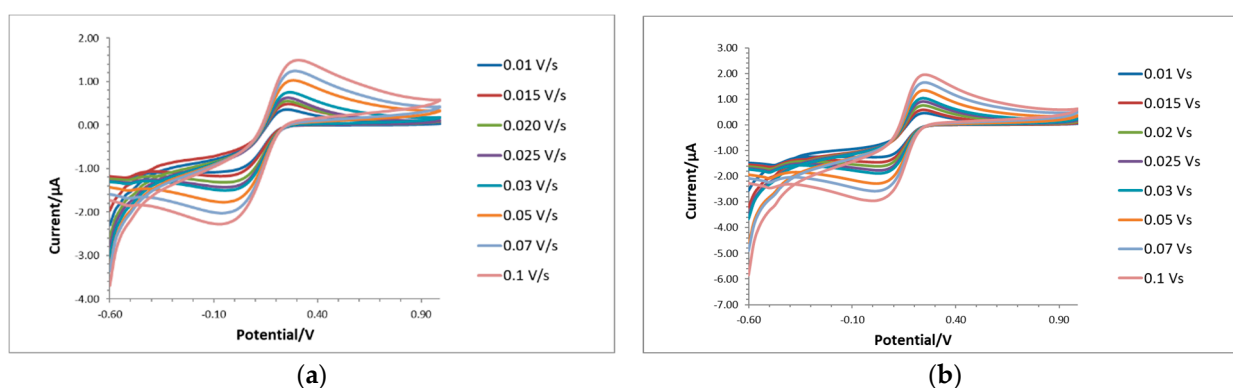 2.00
1.00
0.00
-1.00
-2.00
-3.00
-4.00
Current/µA
-0.60
-0.10
0.40
0.90
Potential/V
0.01 V/s
0.015 V/s
0.020 V/s
0.025 V/s
0.03 V/s
0.05 V/s
0.07 V/s
0.1 V/s
(a)
3.00
2.00
1.00
0.00
-1.00
-2.00
-3.00
-4.00
-5.00
-6.00
-7.00
Current/µA
-0.60
-0.10
0.40
0.90
Potential/V
0.01 Vs
0.015 Vs
0.02 Vs
0.025 Vs
0.03 Vs
0.05 Vs
0.07 Vs
0.1 Vs
(b)